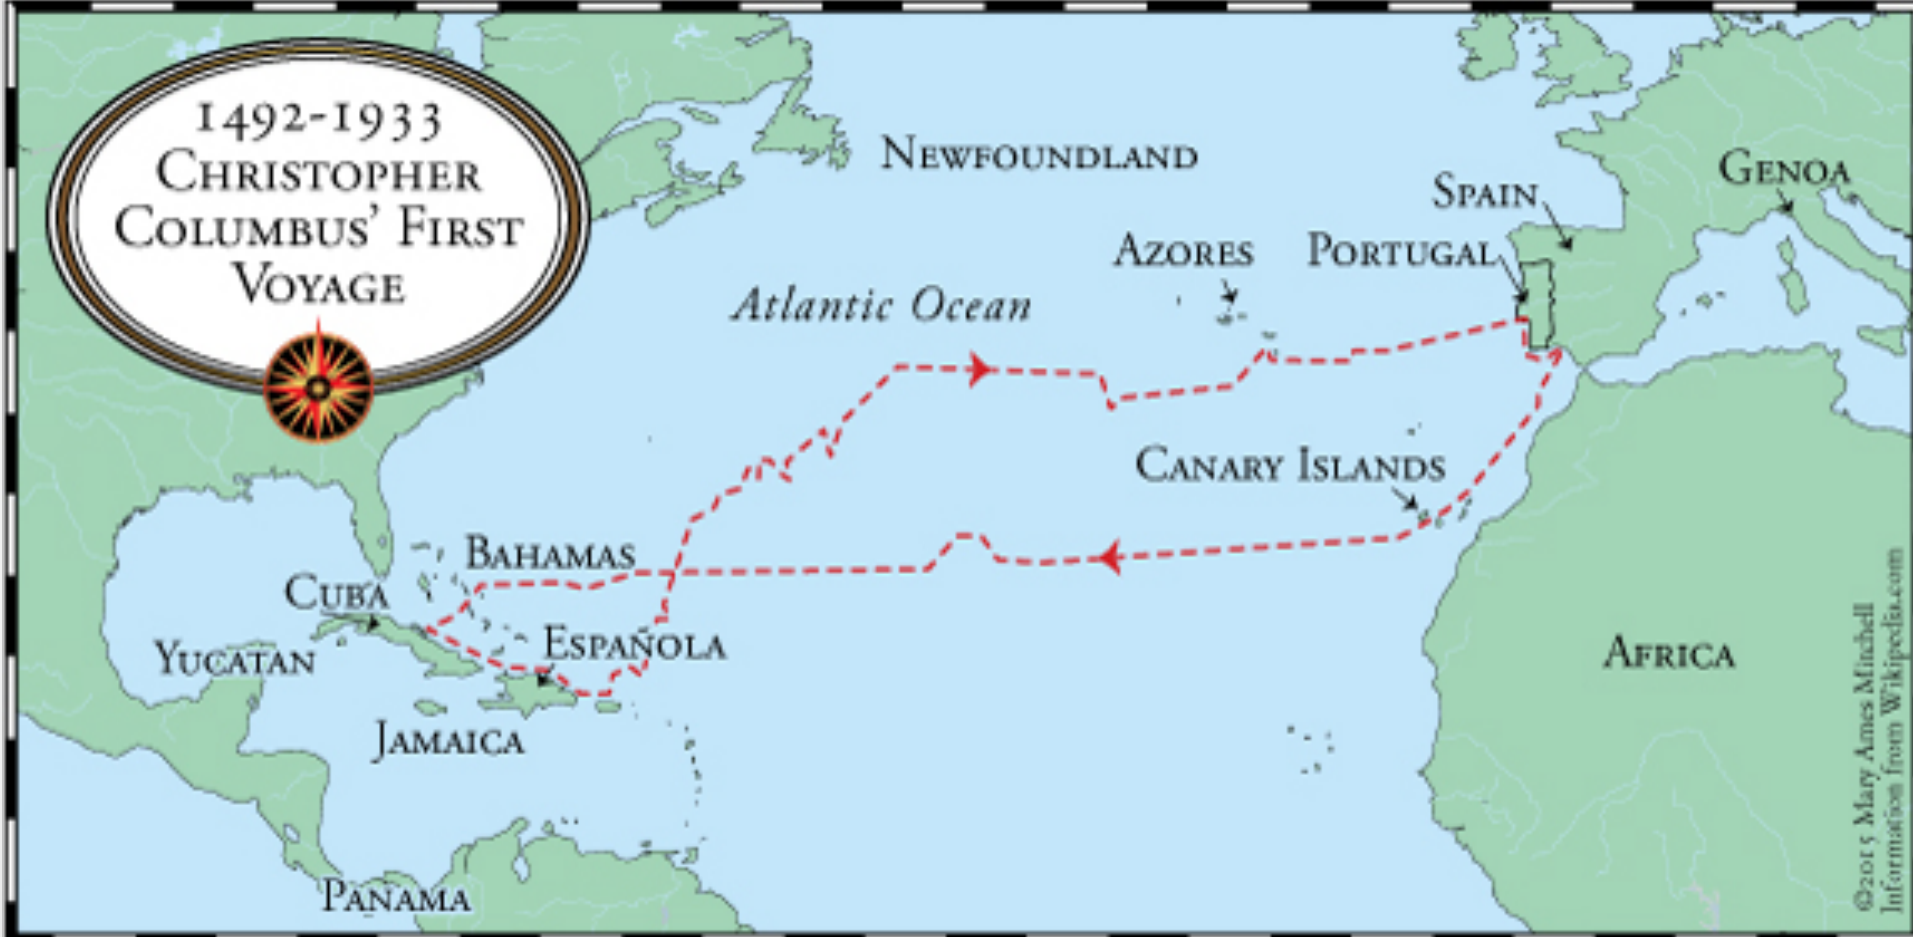 1492-1933
Christopher
Columbus' First
Voyage
Newfoundland
Genoa
Spain
Azores
Portugal
Atlantic Ocean
Canary Islands
Bahamas
Cuba
Española
Yucatan
Africa
Jamaica
Panama
©2015 Mary Ames Mitchell
Information from Wikipedia.com